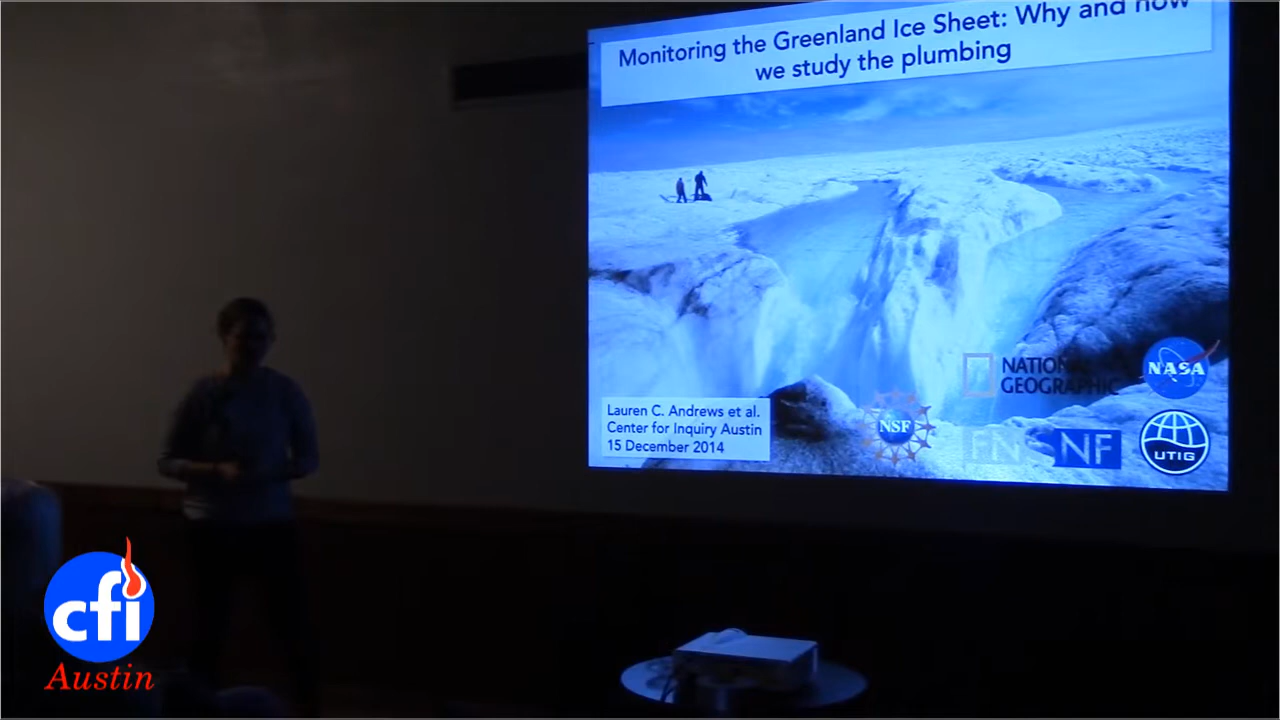 Monitoring the Greenland Ice Sheet: Why and how
we study the plumbing
NATIONAL
GEOGRAPHIC
NASA
Lauren C. Andrews et al.
Center for Inquiry Austin
15 December 2014
NSF
FNSNF
UTIG
cfi
Austin